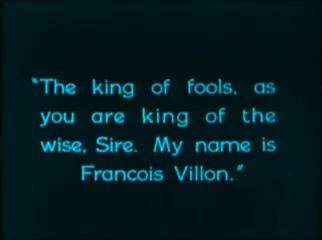 "The king of fools, as
you are king of the
wise, Sire. My name is
Francois Villon."